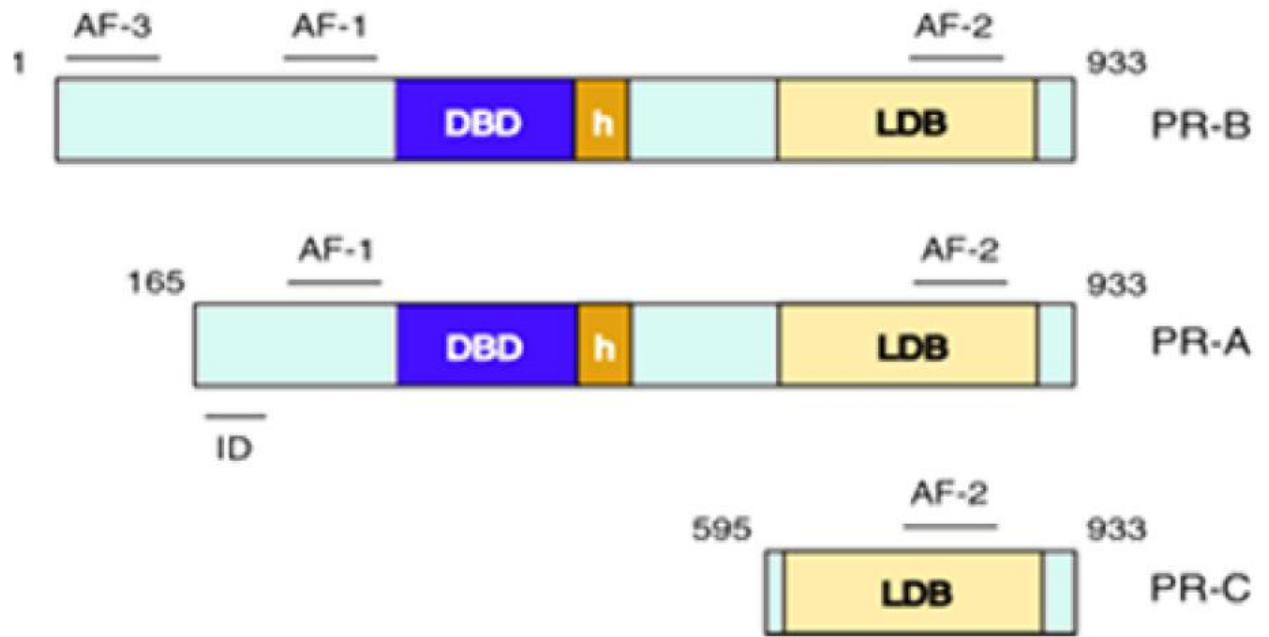 AF-3 AF-1 AF-2
1 933
DBD h LDB PR-B
AF-1 AF-2
165 933
DBD h LDB PR-A
ID
AF-2
595 933
LDB PR-C